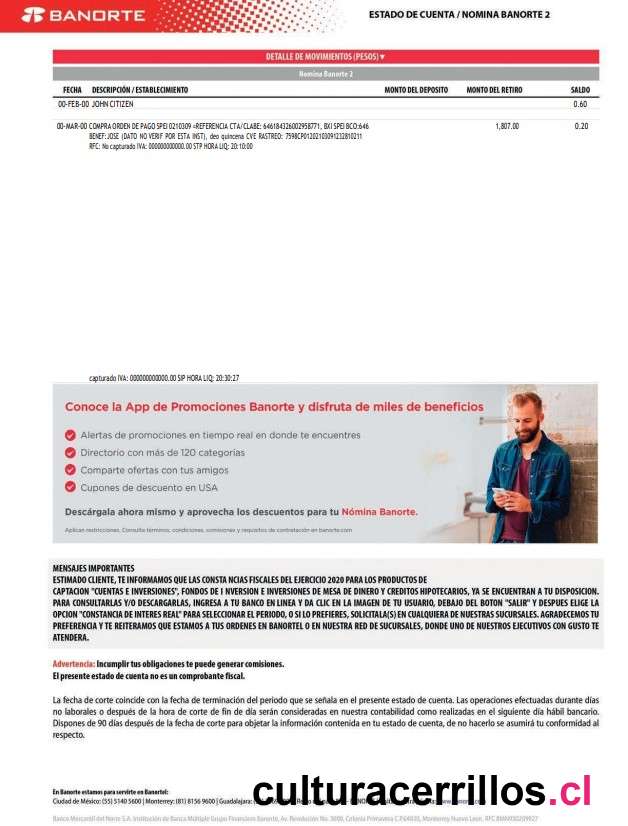 BANORTE
ESTADO DE CUENTA / NOMINA BANORTE 2
DETALLE DE MOVIMIENTOS (PESOS)▼
Nomina Banorte 2
FECHA DESCRIPCIÓN / ESTABLECIMIENTO MONTO DEL DEPOSITO MONTO DEL RETIRO SALDO
00-FEB-00 JOHN CITIZEN 0.60
00-MAR-00 COMPRA ORDEN DE PAGO SPEI 0210309 =REFERENCIA CTA/CLABE: 646184326002958771, BXI SPEI BCO:646 1,807.00 0.20
BENEF:JOSE (DATO NO VERIF POR ESTA INST), deo quincena CVE RASTREO: 7598CP01202103091232810211
RFC: No capturado IVA: 000000000000.00 STP HORA LIQ: 20:10:00
capturado IVA: 000000000000.00 SIP HORA LIQ: 20:30:27
Conoce la App de Promociones Banorte y disfruta de miles de beneficios
Alertas de promociones en tiempo real en donde te encuentres
Directorio con más de 120 categorías
Comparte ofertas con tus amigos
Cupones de descuento en USA
Descárgala ahora mismo y aprovecha los descuentos para tu Nómina Banorte.
Aplican restricciones. Consulta términos, condiciones, comisiones y requisitos de contratación en banorte.com
MENSAJES IMPORTANTES
ESTIMADO CLIENTE, TE INFORMAMOS QUE LAS CONSTA NCIAS FISCALES DEL EJERCICIO 2020 PARA LOS PRODUCTOS DE
CAPTACION "CUENTAS E INVERSIONES", FONDOS DE I NVERSION E INVERSIONES DE MESA DE DINERO Y CREDITOS HIPOTECARIOS, YA SE ENCUENTRAN A TU DISPOSICION.
PARA CONSULTARLAS Y/O DESCARGARLAS, INGRESA A TU BANCO EN LINEA Y DA CLIC EN LA IMAGEN DE TU USUARIO, DEBAJO DEL BOTON "SALIR" Y DESPUES ELIGE LA
OPCION "CONSTANCIA DE INTERES REAL" PARA SELECCIONAR EL PERIODO, O SI LO PREFIERES, SOLICITALA(S) EN CUALQUIERA DE NUESTRAS SUCURSALES. AGRADECEMOS TU
PREFERENCIA Y TE REITERAMOS QUE ESTAMOS A TUS ORDENES EN BANORTEL O EN NUESTRA RED DE SUCURSALES, DONDE UNO DE NUESTROS EJECUTIVOS CON GUSTO TE
ATENDERA.
Advertencia: Incumplir tus obligaciones te puede generar comisiones.
El presente estado de cuenta no es un comprobante fiscal.
La fecha de corte coincide con la fecha de terminación del periodo que se señala en el presente estado de cuenta. Las operaciones efectuadas durante días
no laborales o después de la hora de corte de fin de día serán consideradas en nuestra contabilidad como realizadas en el siguiente día hábil bancario.
Dispones de 90 días después de la fecha de corte para objetar la información contenida en tu estado de cuenta, de no hacerlo se asumirá tu conformidad al
respecto.
En Banorte estamos para servirte en Banortel:
Ciudad de México: (55) 5140 5600 | Monterrey: (81) 8156 9600 | Guadalajara:
culturacerrillos.cl
Banco Mercantil del Norte S.A. Institución de Banca Múltiple Grupo Financiero Banorte, Av. Revolución No. 3000, Colonia Primavera C.P.64830, Monterrey Nuevo Leon. RFC BMN930209927